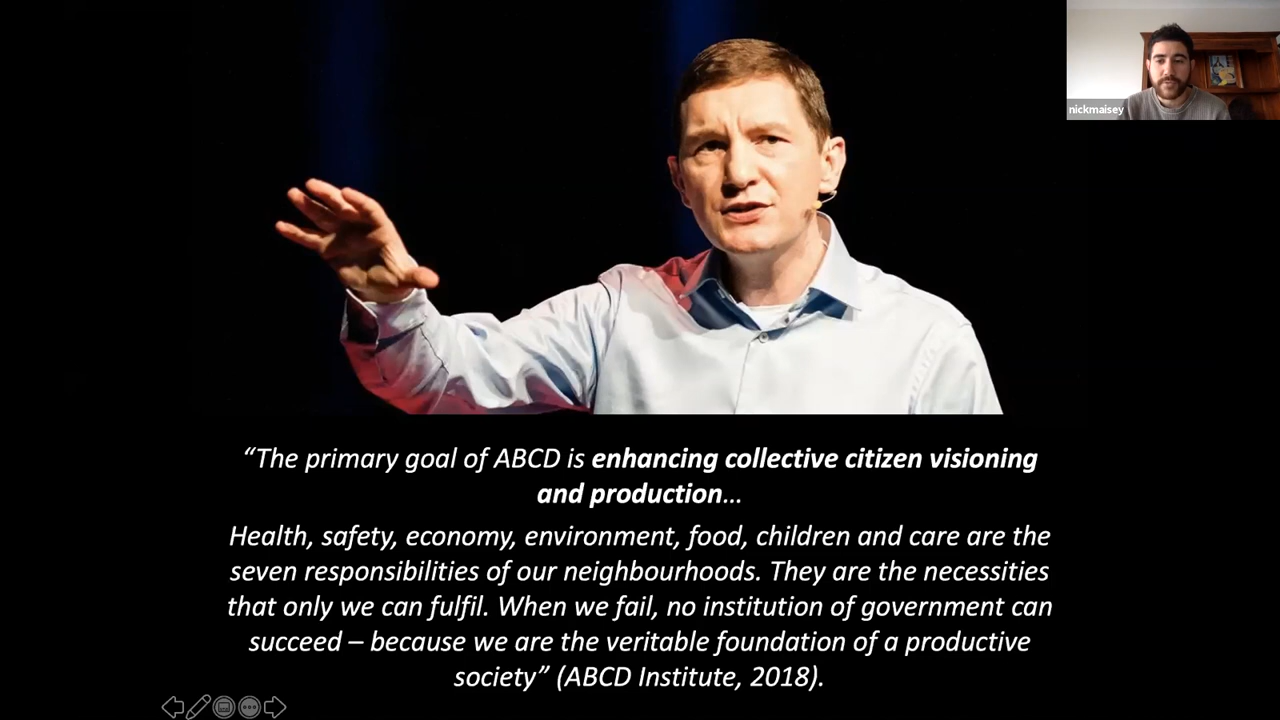 nickmaisey
“The primary goal of ABCD is enhancing collective citizen visioning
and production…
Health, safety, economy, environment, food, children and care are the
seven responsibilities of our neighbourhoods. They are the necessities
that only we can fulfil. When we fail, no institution of government can
succeed – because we are the veritable foundation of a productive
society” (ABCD Institute, 2018).